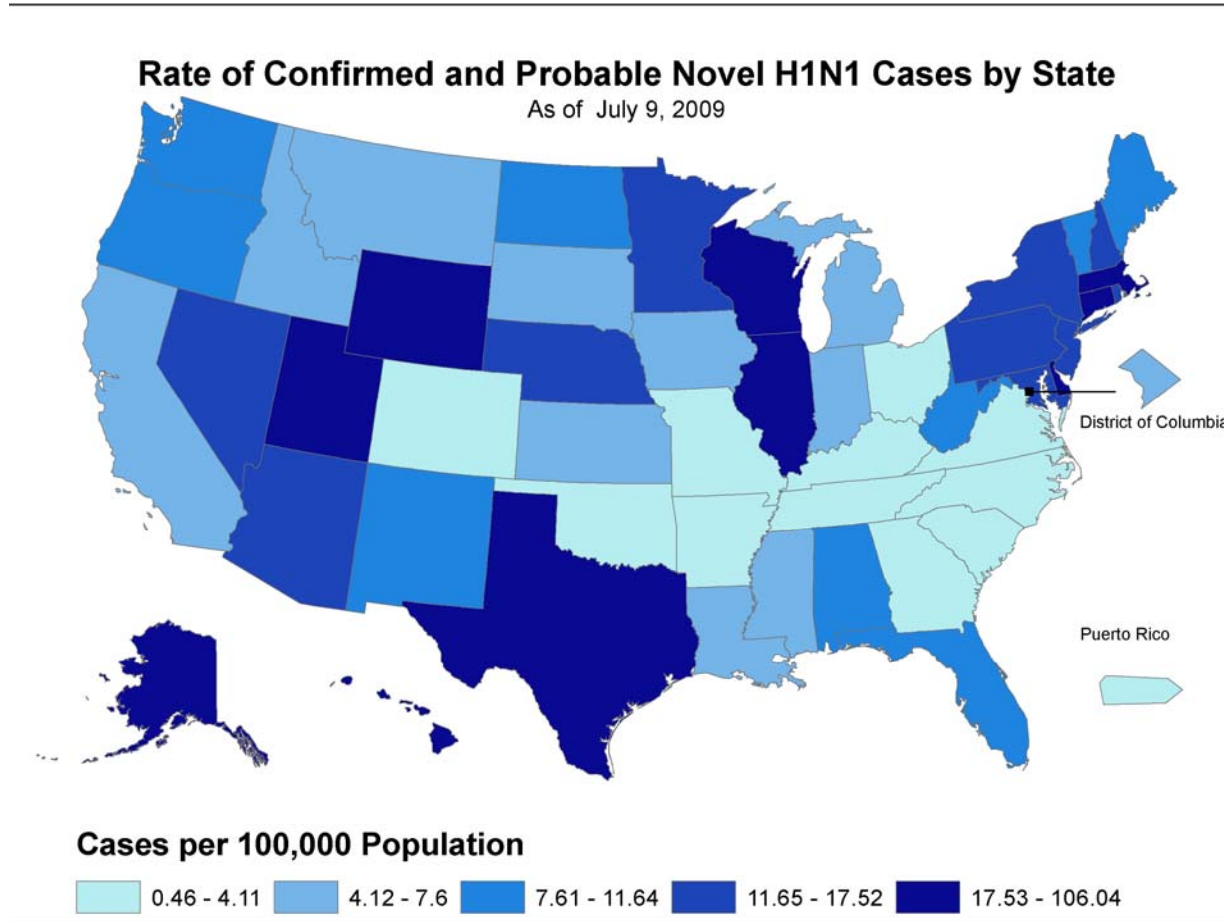 Rate of Confirmed and Probable Novel H1N1 Cases by State
As of July 9, 2009
District of Columbia
Puerto Rico
Cases per 100,000 Population
0.46 - 4.11 4.12 - 7.6 7.61 - 11.64 11.65 - 17.52 17.53 - 106.04